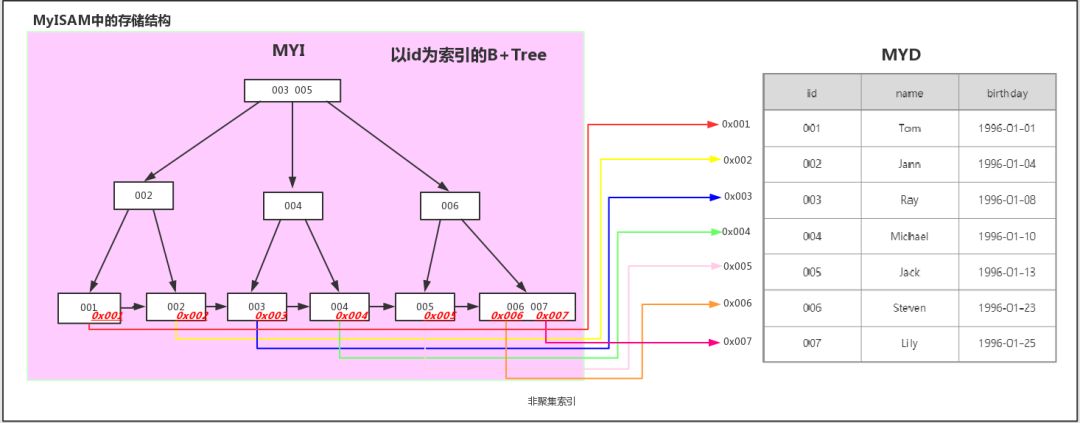 MyISAM中的存储结构
MYI
以id为索引的B+Tree
003 005
002
004
006
001
0x001
002
0x002
003
0x003
004
0x004
005
0x005
006 007
0x006 0x007
0x001
0x002
0x003
0x004
0x005
0x006
0x007
MYD
iid name birthday
001 Tom 1996-01-01
002 Jann 1996-01-04
003 Ray 1996-01-08
004 Michael 1996-01-10
005 Jack 1996-01-13
006 Steven 1996-01-23
007 Lily 1996-01-25
非聚集索引